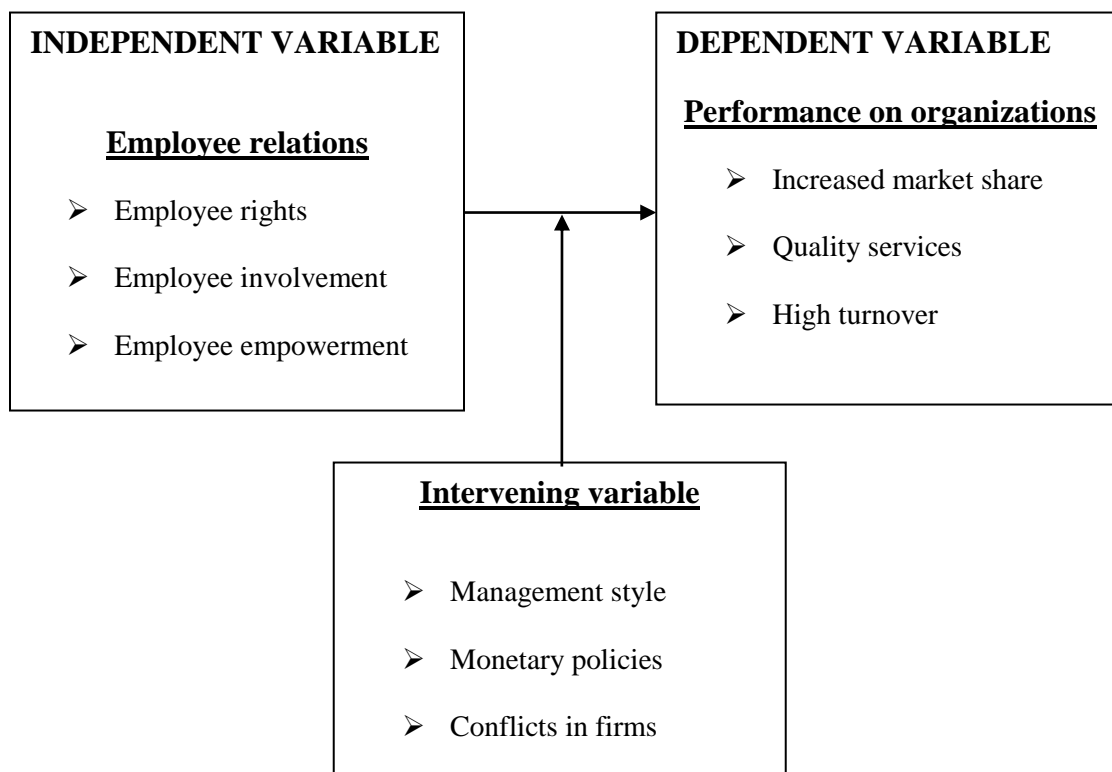 INDEPENDENT VARIABLE
Employee relations
➢ Employee rights
➢ Employee involvement
➢ Employee empowerment
DEPENDENT VARIABLE
Performance on organizations
➢ Increased market share
➢ Quality services
➢ High turnover
Intervening variable
➢ Management style
➢ Monetary policies
➢ Conflicts in firms